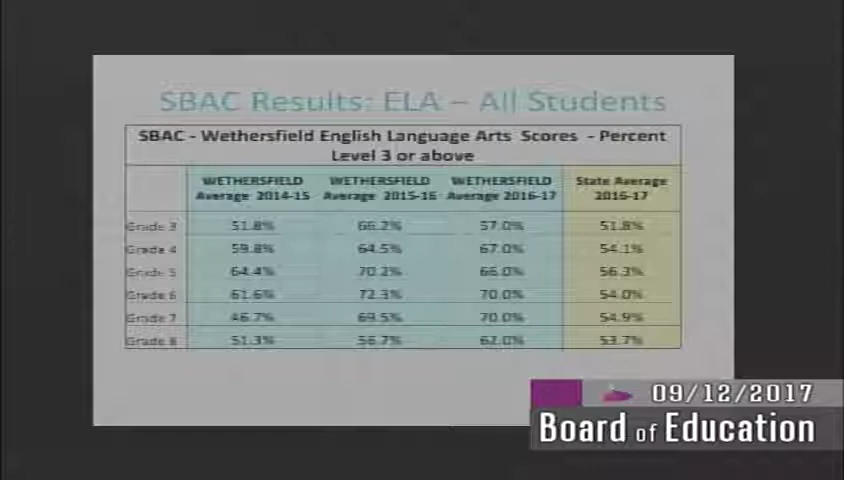 SBAC Results: ELA – All Students
SBAC - Wethersfield English Language Arts Scores - Percent
Level 3 or above
WETHERSFIELD Average 2014-15 WETHERSFIELD Average 2015-16 WETHERSFIELD Average 2016-17 State Average 2016-17
Grade 3 51.8% 66.2% 57.0% 51.8%
Grade 4 59.8% 64.5% 67.0% 54.1%
Grade 5 64.4% 70.2% 66.0% 56.3%
Grade 6 61.6% 72.3% 70.0% 54.0%
Grade 7 46.7% 69.5% 70.0% 54.9%
Grade 8 51.3% 56.7% 62.0% 53.7%
09/12/2017
Board of Education